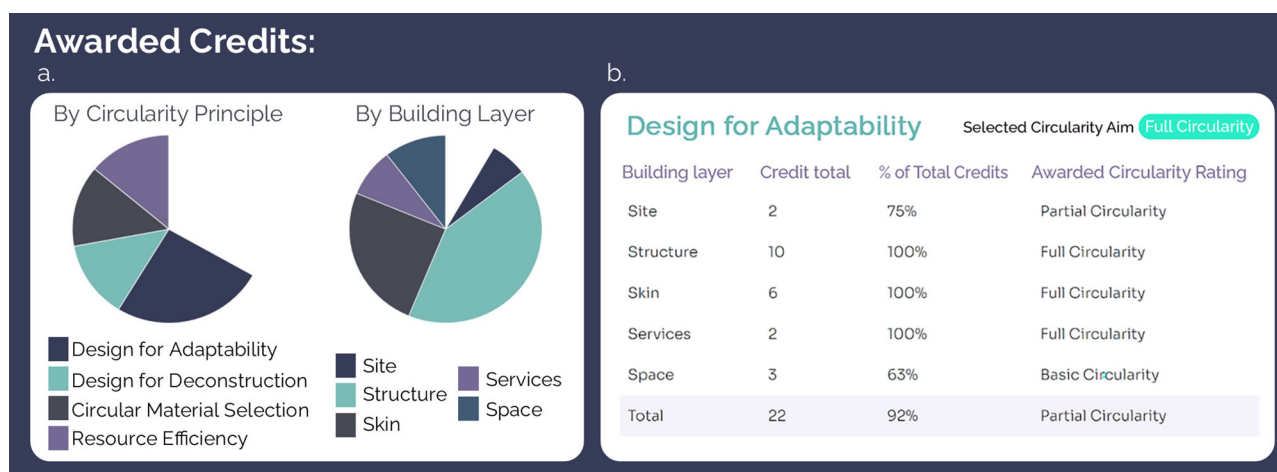 Awarded Credits:
a.
By Circularity Principle
By Building Layer
Design for Adaptability
Design for Deconstruction
Circular Material Selection
Resource Efficiency
Site
Structure
Skin
Services
Space
b.
Design for Adaptability Selected Circularity Aim Full Circularity
Building layer Credit total % of Total Credits Awarded Circularity Rating
Site 2 75% Partial Circularity
Structure 10 100% Full Circularity
Skin 6 100% Full Circularity
Services 2 100% Full Circularity
Space 3 63% Basic Circularity
Total 22 92% Partial Circularity